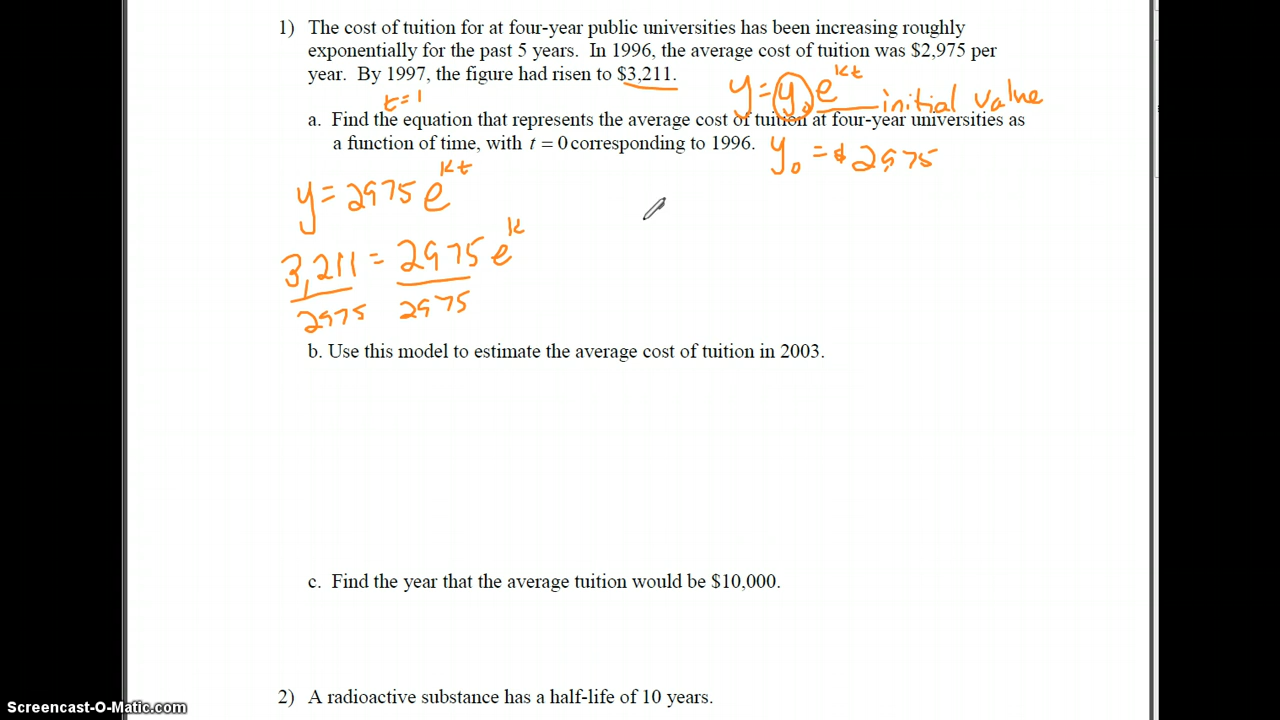 1) The cost of tuition for at four-year public universities has been increasing roughly
exponentially for the past 5 years. In 1996, the average cost of tuition was $2,975 per
year. By 1997, the figure had risen to $3,211.
y = y₀ e^kt
t=1
initial value
a. Find the equation that represents the average cost of tuition at four-year universities as
a function of time, with t = 0 corresponding to 1996.
y₀ = $2975
y = 2975 e^kt
3,211 = 2975 e^k
2975 2975
b. Use this model to estimate the average cost of tuition in 2003.
c. Find the year that the average tuition would be $10,000.
2) A radioactive substance has a half-life of 10 years.
Screencast-O-Matic.com